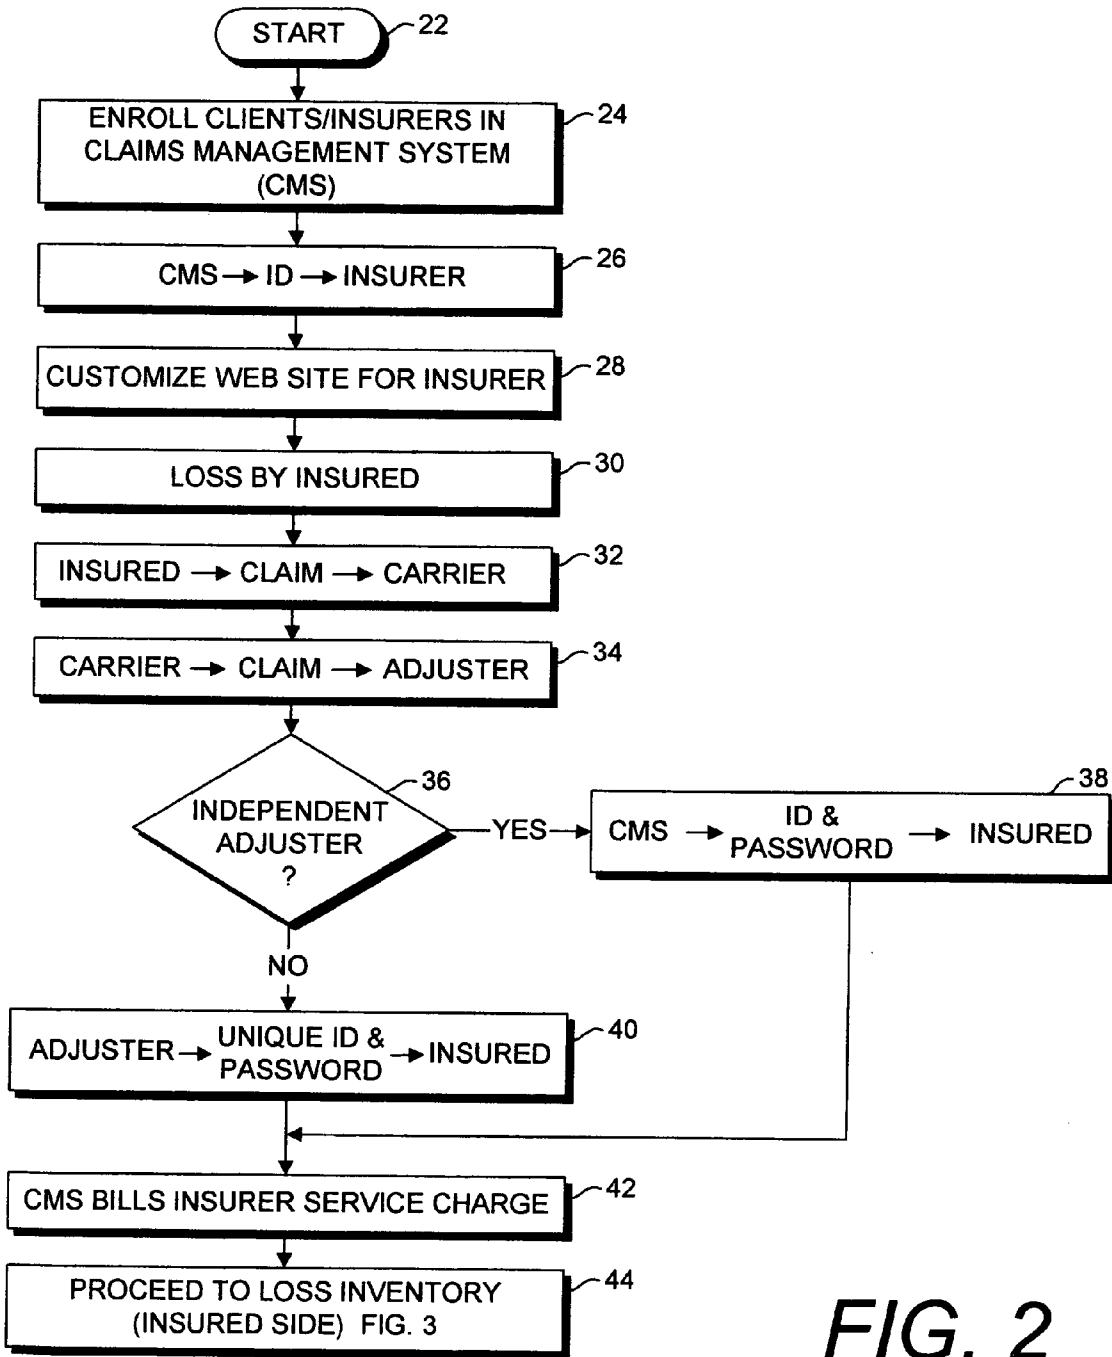 START
22
ENROLL CLIENTS/INSURERS IN
CLAIMS MANAGEMENT SYSTEM
(CMS)
24
CMS → ID → INSURER
26
CUSTOMIZE WEB SITE FOR INSURER
28
LOSS BY INSURED
30
INSURED → CLAIM → CARRIER
32
CARRIER → CLAIM → ADJUSTER
34
INDEPENDENT
ADJUSTER
?
36
YES
CMS → ID &
PASSWORD → INSURED
38
NO
ADJUSTER → UNIQUE ID &
PASSWORD → INSURED
40
CMS BILLS INSURER SERVICE CHARGE
42
PROCEED TO LOSS INVENTORY
(INSURED SIDE) FIG. 3
44
FIG. 2